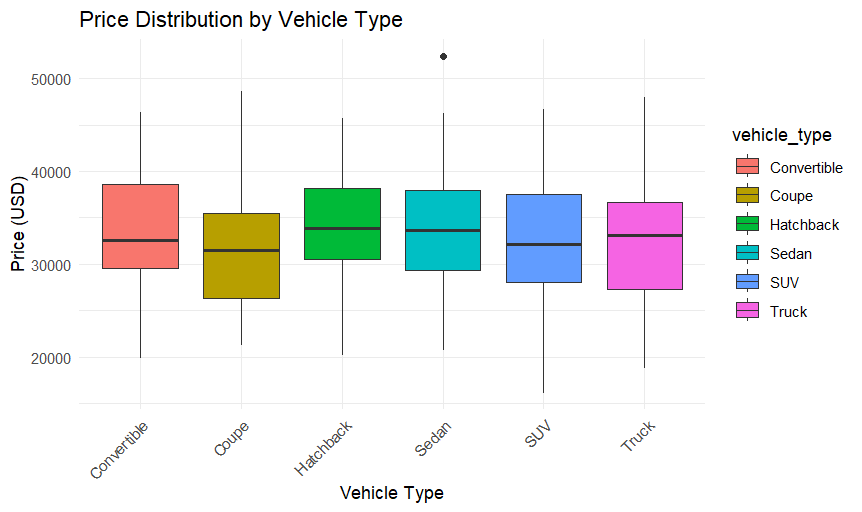 Price Distribution by Vehicle Type
Price (USD)
50000
40000
30000
20000
Convertible
Coupe
Hatchback
Sedan
SUV
Truck
Vehicle Type
vehicle_type
Convertible
Coupe
Hatchback
Sedan
SUV
Truck